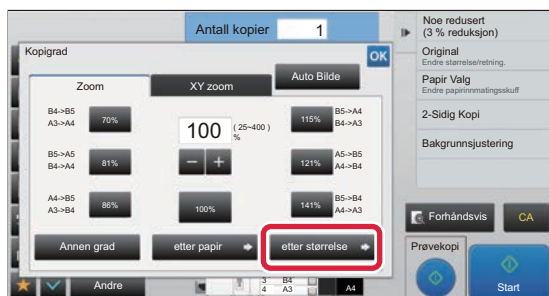 Antall kopier 1
Kopigrad
OK
Zoom
XY zoom
Auto Bilde
B4->B5
A3->A4
70%
100 (25~400)
%
115%
B5->A4
B4->A3
B5->A5
B4->A4
81%
− +
121%
A5->B5
A4->B4
A4->B5
A3->B4
86%
100%
141%
B5->B4
A4->A3
Annen grad
etter papir
etter størrelse
Andre
3 B4
4 A3
A4
Noe redusert
(3 % reduksjon)
Original
Endre størrelse/retning.
Papir Valg
Endre papirinnmatingsskuff
2-Sidig Kopi
Bakgrunnsjustering
Forhåndsvis
CA
Prøvekopi
Start